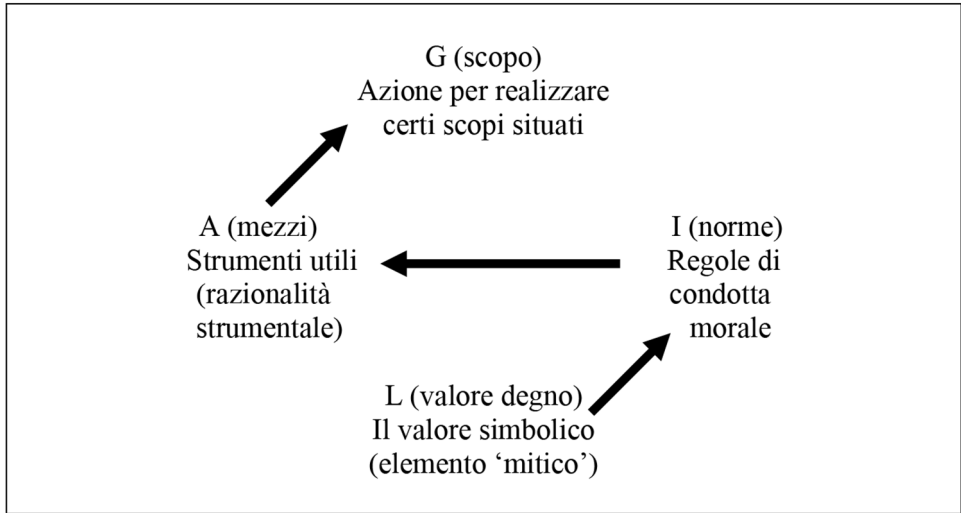 G (scopo)
Azione per realizzare
certi scopi situati
A (mezzi)
Strumenti utili
(razionalità
strumentale)
I (norme)
Regole di
condotta
morale
L (valore degno)
Il valore simbolico
(elemento ‘mitico’)